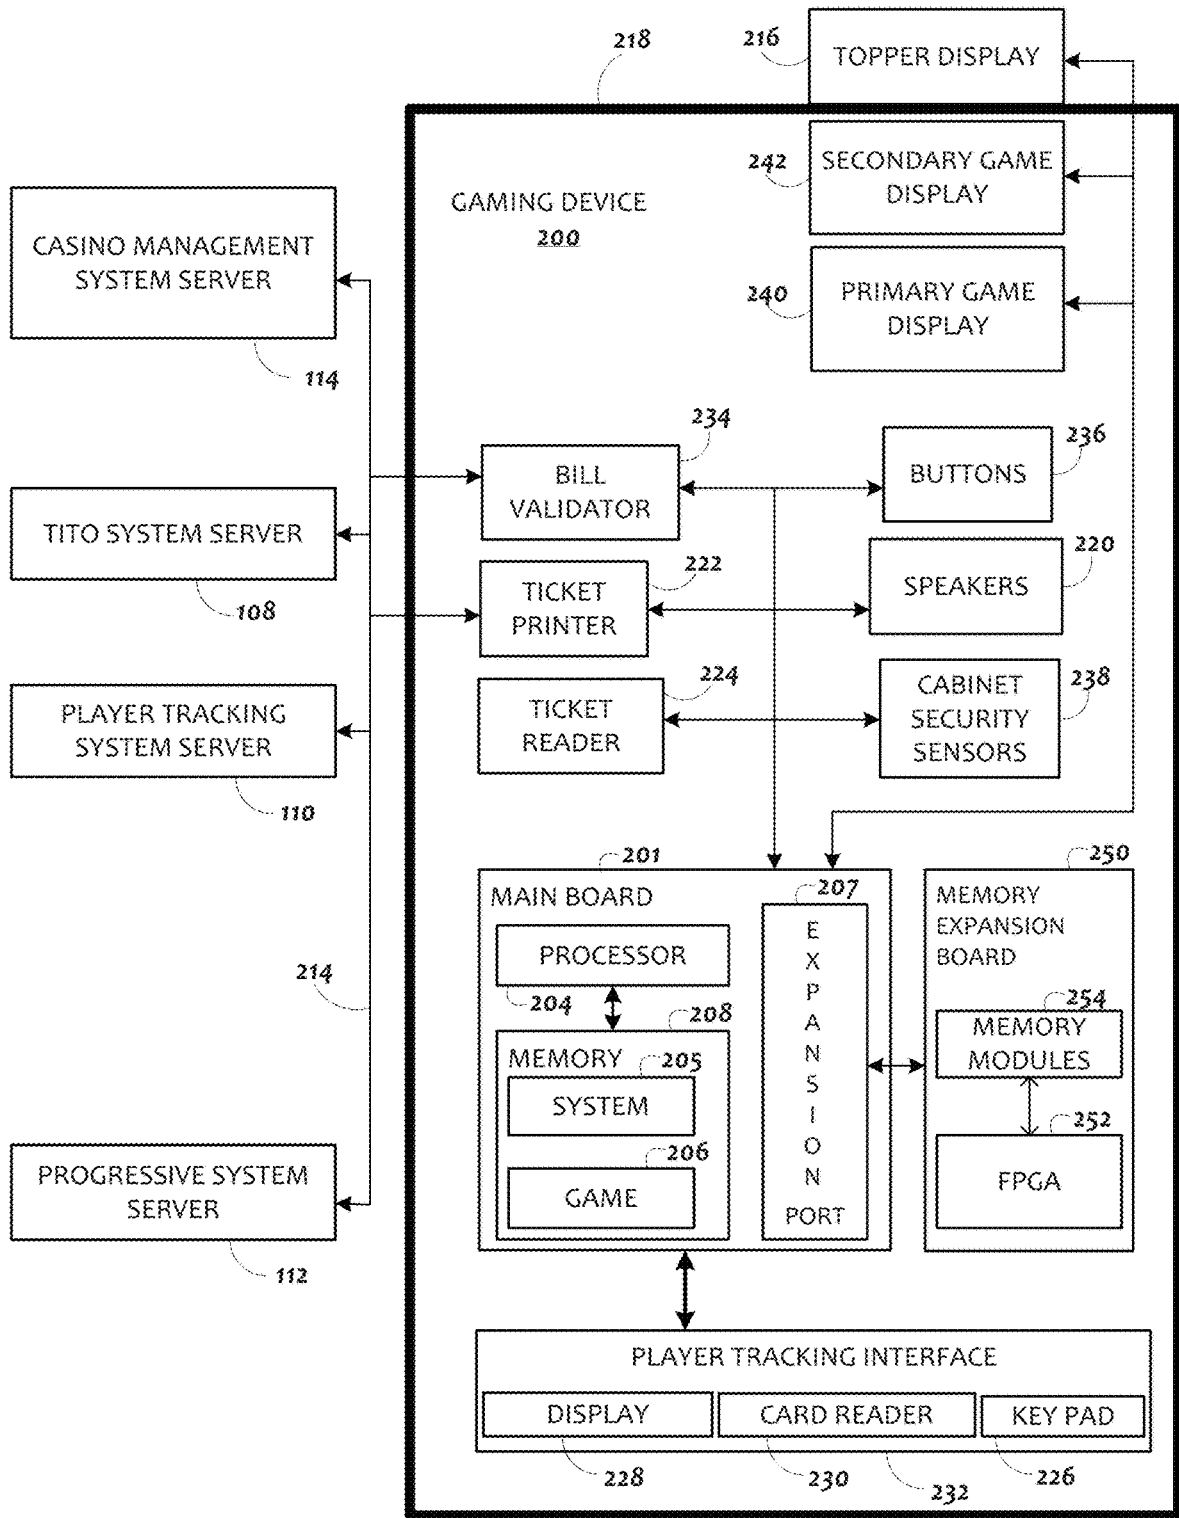 218
216
TOPPER DISPLAY
242
SECONDARY GAME
DISPLAY
GAMING DEVICE
200
CASINO MANAGEMENT
SYSTEM SERVER
114
240
PRIMARY GAME
DISPLAY
234
BILL
VALIDATOR
236
BUTTONS
TITO SYSTEM SERVER
108
222
TICKET
PRINTER
220
SPEAKERS
PLAYER TRACKING
SYSTEM SERVER
110
224
TICKET
READER
238
CABINET
SECURITY
SENSORS
201
MAIN BOARD
207
E
X
P
A
N
S
I
O
N
PORT
250
MEMORY
EXPANSION
BOARD
PROCESSOR
204
214
208
MEMORY
205
SYSTEM
206
GAME
254
MEMORY
MODULES
252
FPGA
PROGRESSIVE SYSTEM
SERVER
112
PLAYER TRACKING INTERFACE
DISPLAY
CARD READER
KEY PAD
228
230
232
226